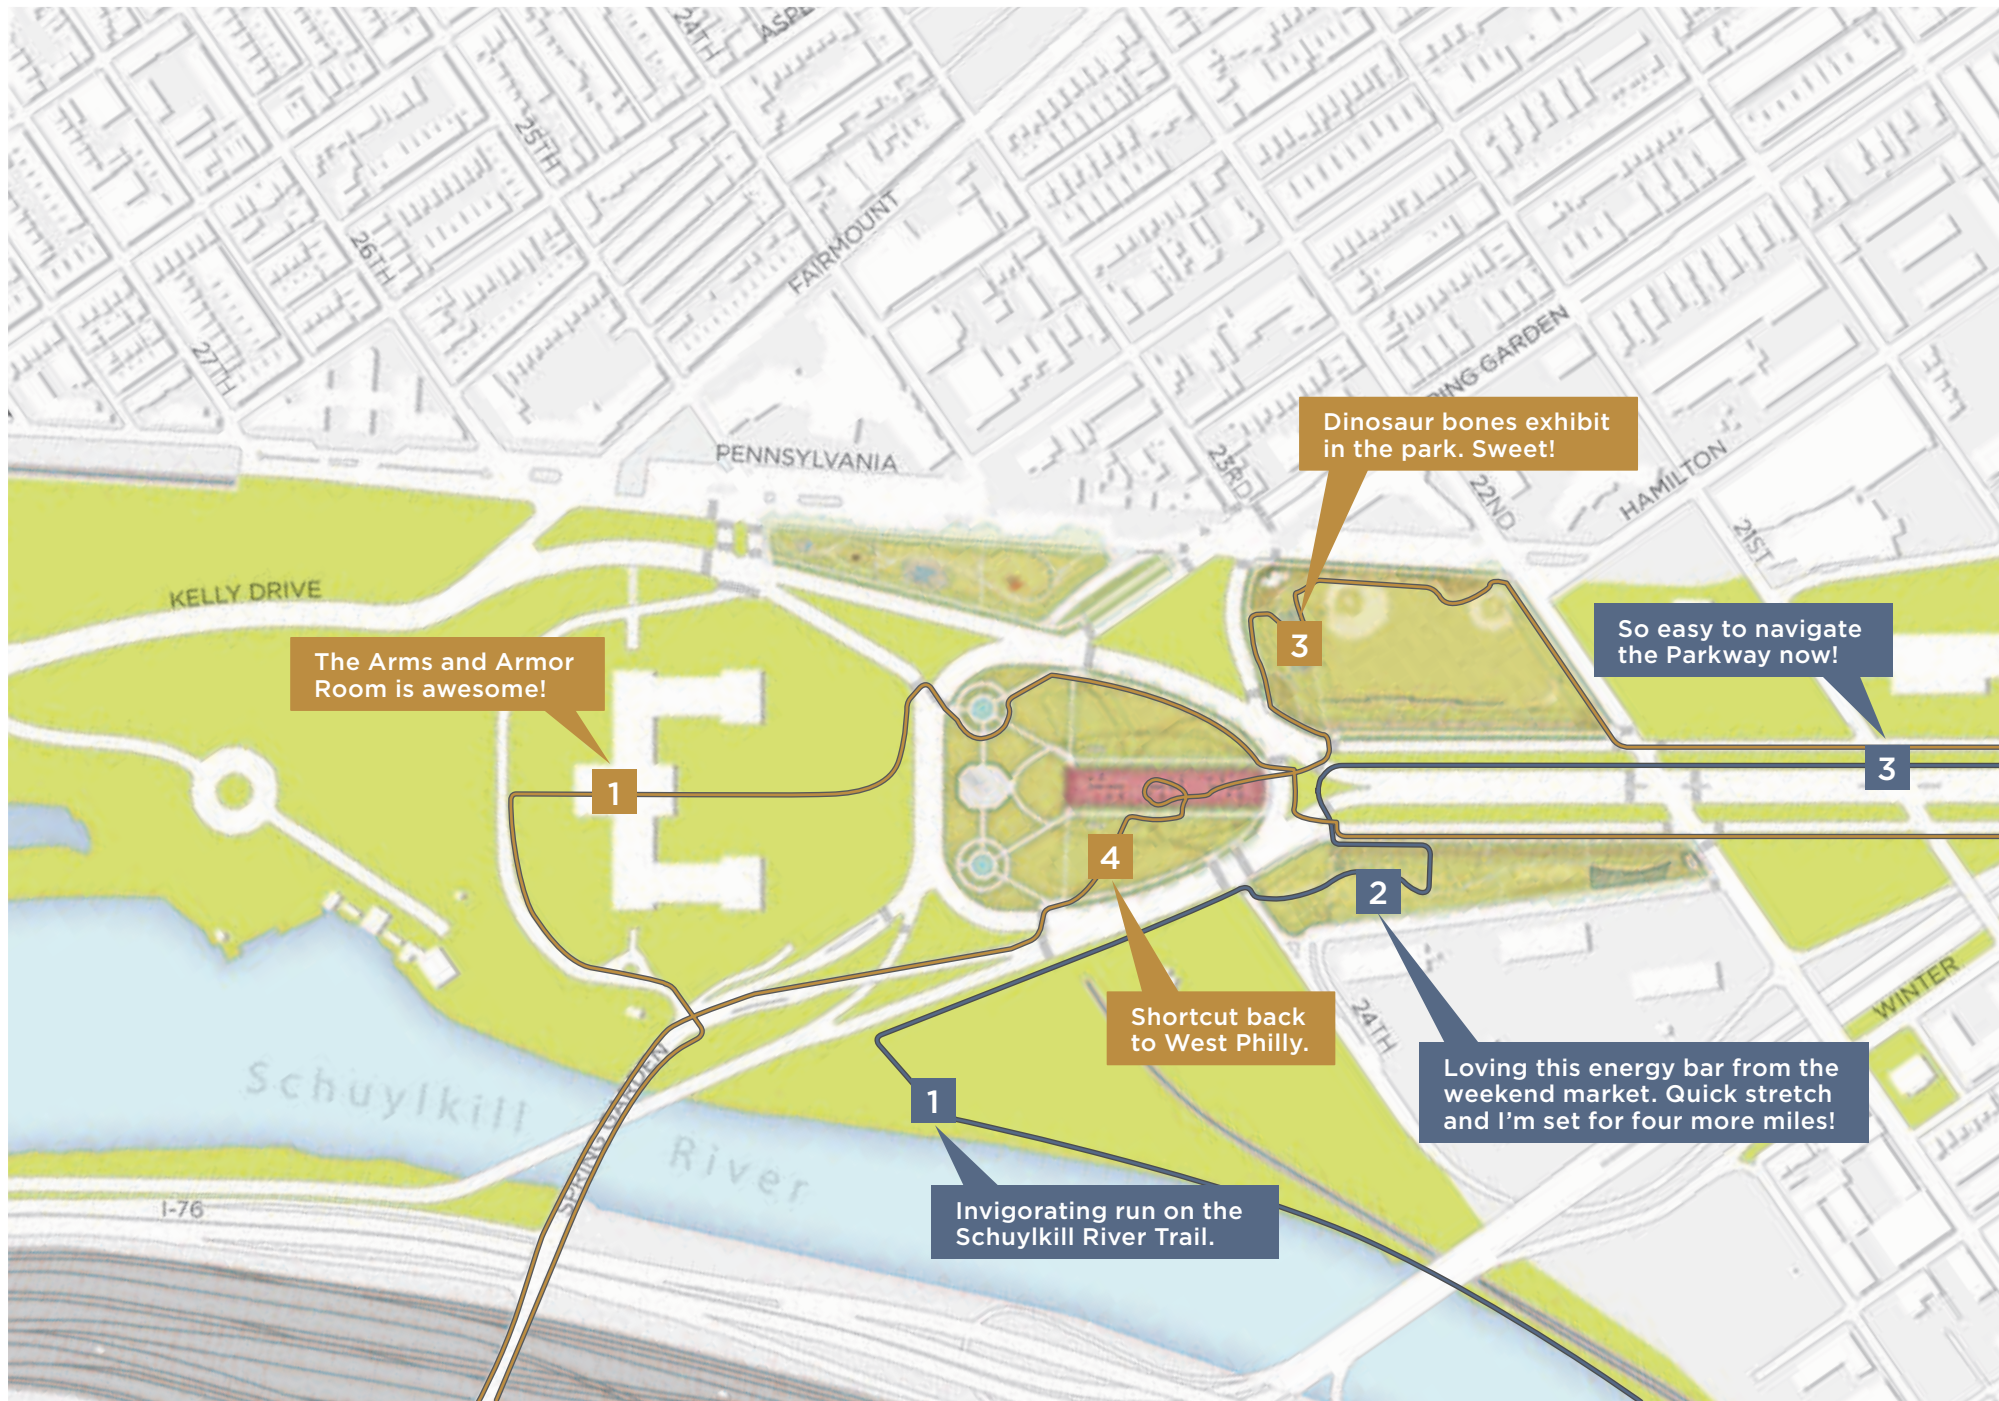 24TH
ASPE
25TH
FAIRMOUNT
26TH
27TH
RING GARDEN
Dinosaur bones exhibit
in the park. Sweet!
PENNSYLVANIA
23RD
22ND
HAMILTON
21ST
KELLY DRIVE
3
So easy to navigate
the Parkway now!
The Arms and Armor
Room is awesome!
1
3
4
2
WINTER
Shortcut back
to West Philly.
24TH
Loving this energy bar from the
weekend market. Quick stretch
and I'm set for four more miles!
Schuylkill
River
SPRING GARDEN
1
I-76
Invigorating run on the
Schuylkill River Trail.